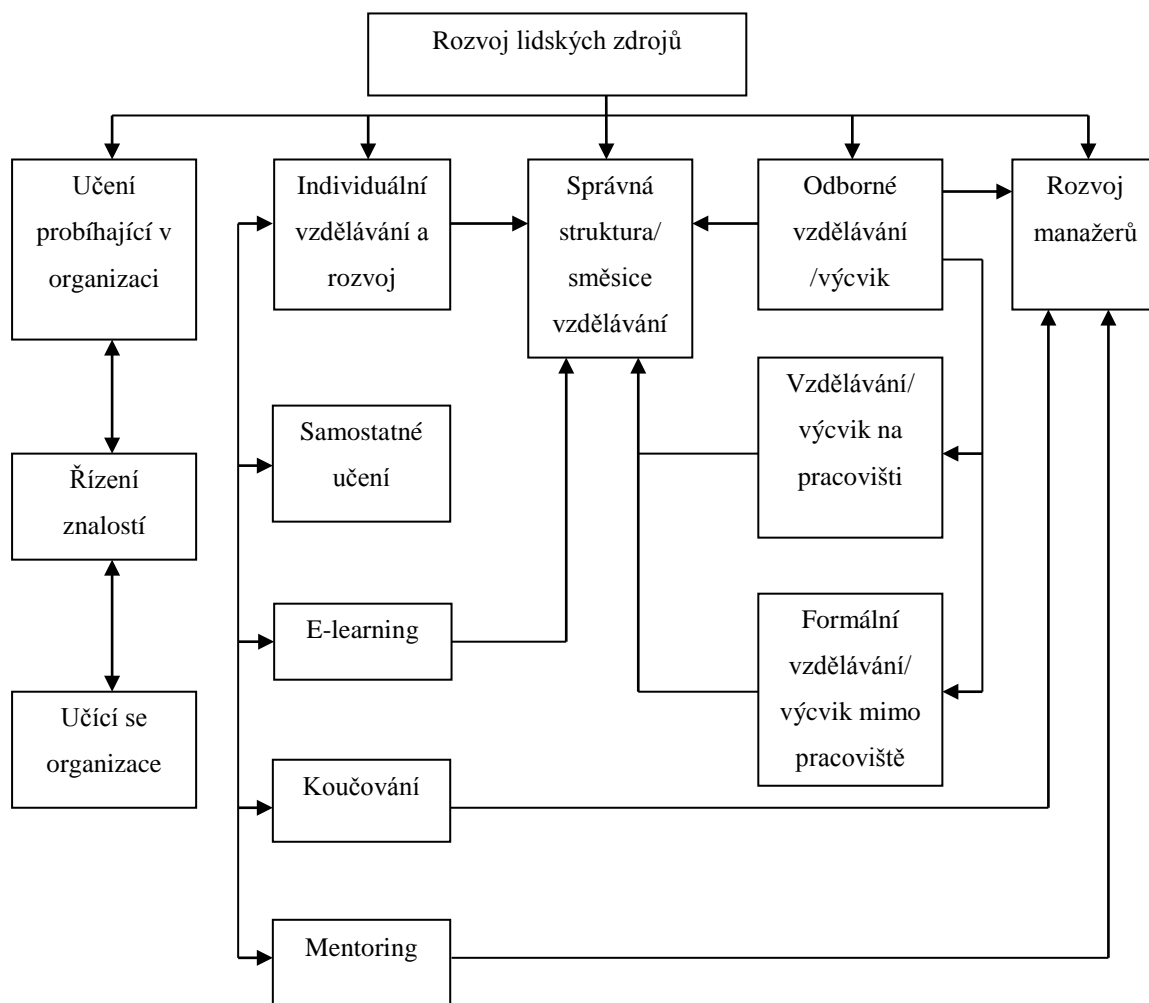 Rozvoj lidských zdrojů
Učení
probíhající v
organizaci
Individuální
vzdělávání a
rozvoj
Správná
struktura/
směsice
vzdělávání
Odborné
vzdělávání
/výcvik
Rozvoj
manažerů
Řízení
znalostí
Učící se
organizace
Samostatné
učení
E-learning
Koučování
Mentoring
Vzdělávání/
výcvik na
pracovišti
Formální
vzdělávání/
výcvik mimo
pracoviště